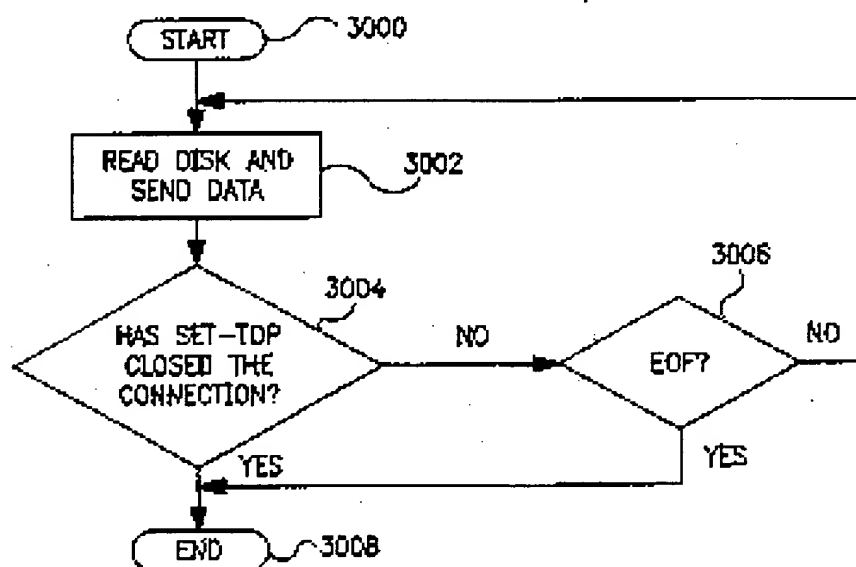 START
3000
READ DISK AND
SEND DATA
3002
HAS SET-TOP
CLOSED THE
CONNECTION?
3004
NO
EOF?
3006
NO
YES
YES
END
3008